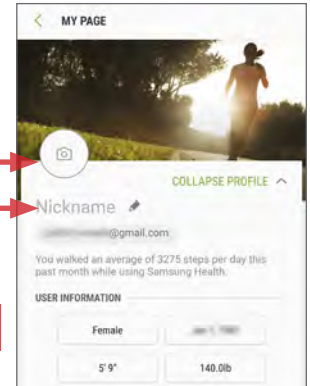 MY PAGE
COLLAPSE PROFILE
Nickname
@gmail.com
You walked an average of 3275 steps per day this
past month while using Samsung Health.
USER INFORMATION
Female
5' 9"
140.0lb